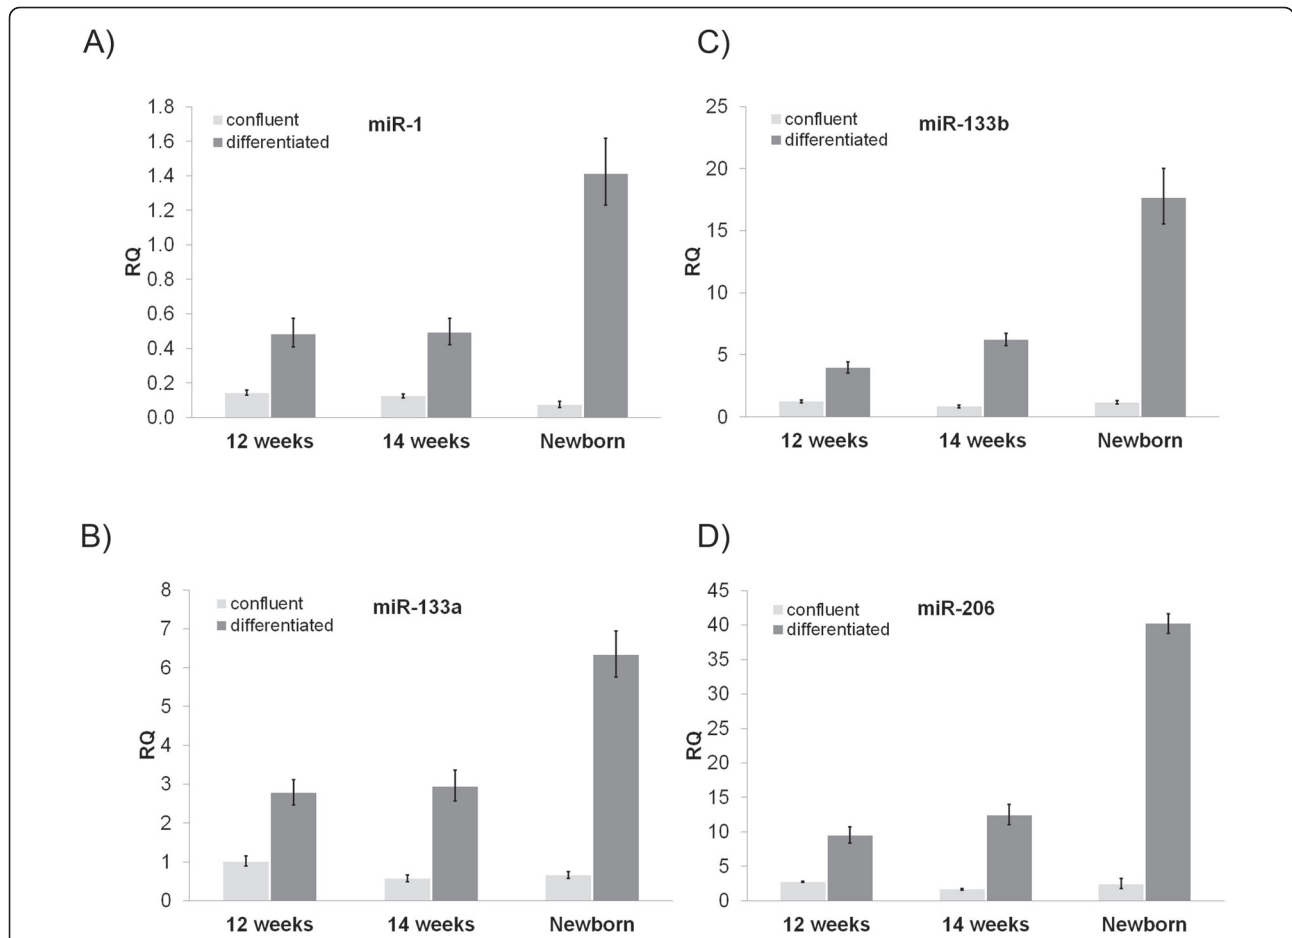 A)
miR-1
confluent
differentiated
1.8
1.6
1.4
1.2
1.0
0.8
0.6
0.4
0.2
0.0
RQ
12 weeks 14 weeks Newborn
C)
miR-133b
confluent
differentiated
25
20
15
10
5
0
RQ
12 weeks 14 weeks Newborn
B)
miR-133a
confluent
differentiated
8
7
6
5
4
3
2
1
0
RQ
12 weeks 14 weeks Newborn
D)
miR-206
confluent
differentiated
45
40
35
30
25
20
15
10
5
0
RQ
12 weeks 14 weeks Newborn